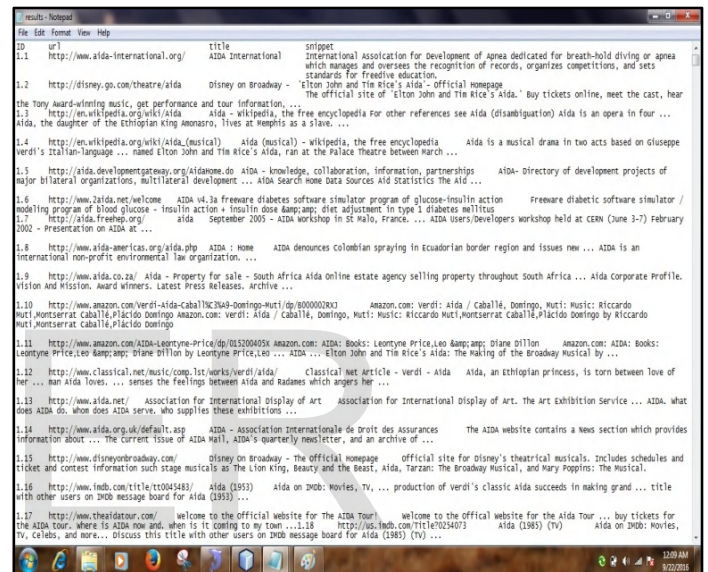 results - Notepad
File Edit Format View Help
ID url title snippet
1.1 http://www.aida-international.org/ AIDA International International Assoication for Development of Apnea dedicated for breath-hold diving or apnea
which manages and oversees the recognition of records, organizes competitions, and sets
standards for freedive education.
1.2 http://disney.go.com/theatre/aida Disney on Broadway - 'Elton John and Tim Rice's Aida'- Official Homepage
The official site of 'Elton John and Tim Rice's Aida.' Buy tickets online, meet the cast, hear
the Tony Award-winning music, get performance and tour information, ...
1.3 http://en.wikipedia.org/wiki/Aida Aida - Wikipedia, the free encyclopedia For other references see Aida (disambiguation) Aida is an opera in four ...
Aida, the daughter of the Ethiopian King Amonasro, lives at Memphis as a slave. ...
1.4 http://en.wikipedia.org/wiki/Aida_(musical) Aida (musical) - Wikipedia, the free encyclopedia Aida is a musical drama in two acts based on Giuseppe
Verdi's Italian-language ... named Elton John and Tim Rice's Aida, ran at the Palace Theatre between March ...
1.5 http://aida.developmentgateway.org/AidaHome.do AiDA - knowledge, collaboration, information, partnerships AiDA- Directory of development projects of
major bilateral organizations, multilateral development ... AiDA Search Home Data Sources Aid Statistics The Aid ...
1.6 http://www.2aida.net/welcome AIDA v4.3a freeware diabetes software simulator program of glucose-insulin action Freeware diabetic software simulator /
modeling program of blood glucose - insulin action + insulin dose &amp;amp; diet adjustment in type 1 diabetes mellitus
1.7 http://aida.freehep.org/ aida September 2005 - AIDA Workshop in St Malo, France. ... AIDA Users/Developers Workshop held at CERN (June 3-7) February
2002 - Presentation on AIDA at ...
1.8 http://www.aida-americas.org/aida.php AIDA : Home AIDA denounces Colombian spraying in Ecuadorian border region and issues new ... AIDA is an
international non-profit environmental law organization. ...
1.9 http://www.aida.co.za/ Aida - Property for sale - South Africa Aida Online estate agency selling property throughout South Africa ... Aida Corporate Profile.
Vision And Mission. Award Winners. Latest Press Releases. Archive ...
1.10 http://www.amazon.com/Verdi-Aida-Caball%C3%A9-Domingo-Muti/dp/B000002RXJ Amazon.com: Verdi: Aida / Caballé, Domingo, Muti: Music: Riccardo
Muti,Montserrat Caballé,Plácido Domingo Amazon.com: Verdi: Aida / Caballé, Domingo, Muti: Music: Riccardo Muti,Montserrat Caballé,Plácido Domingo by Riccardo
Muti,Montserrat Caballé,Plácido Domingo
1.11 http://www.amazon.com/AIDA-Leontyne-Price/dp/015200405X Amazon.com: AIDA: Books: Leontyne Price,Leo &amp;amp; Diane Dillon Amazon.com: AIDA: Books:
Leontyne Price,Leo &amp;amp; Diane Dillon by Leontyne Price,Leo ... AIDA ... Elton John and Tim Rice's Aida: The Making of the Broadway Musical by ...
1.12 http://www.classical.net/music/comp.lst/works/verdi/aida/ Classical Net Article - Verdi - Aida Aida, an Ethiopian princess, is torn between love of
her ... man Aida loves. ... senses the feelings between Aida and Radames which angers her ...
1.13 http://www.aida.net/ Association for International Display of Art Association for International Display of Art. The Art Exhibition Service ... AIDA. What
does AIDA do. Whom does AIDA serve. Who supplies these exhibitions ...
1.14 http://www.aida.org.uk/default.asp AIDA - Association Internationale de Droit des Assurances The AIDA website contains a News section which provides
information about ... The current issue of AIDA Mail, AIDA's quarterly newsletter, and an archive of ...
1.15 http://www.disneyonbroadway.com/ Disney On Broadway - The Official Homepage Official site for Disney's theatrical musicals. Includes schedules and
ticket and contest information such stage musicals as The Lion King, Beauty and the Beast, Aida, Tarzan: The Broadway Musical, and Mary Poppins: The Musical.
1.16 http://www.imdb.com/title/tt0045483/ Aida (1953) Aida on IMDb: Movies, TV, ... production of Verdi's classic Aida succeeds in making grand ... title
with other users on IMDb message board for Aida (1953) ...
1.17 http://www.theaidatour.com/ Welcome to the Official Website for The AIDA Tour! Welcome to the Offical Website for the Aida Tour ... buy tickets for
the AIDA tour. Where is AIDA now and. when is it coming to my town ...1.18 http://us.imdb.com/Title?0254073 Aida (1985) (TV) Aida on IMDb: Movies,
TV, Celebs, and more... Discuss this title with other users on IMDb message board for Aida (1985) (TV) ...
ER
12:09 AM
9/22/2016